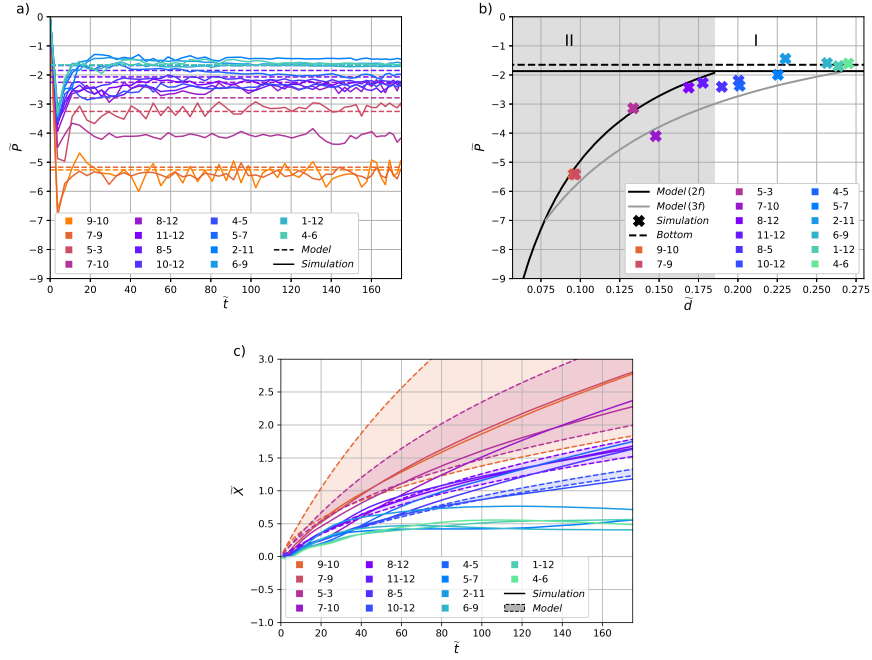 a)
b)
−1
0
−1
−2
−3
−4
−5
−6
−7
−8
−9
P̃
0 20 40 60 80 100 120 140 160
t̃
9-10 8-12 4-5 1-12
7-9 11-12 5-7 4-6
5-3 8-5 2-11 Model
7-10 10-12 6-9 Simulation
II I
0
−1
−2
−3
−4
−5
−6
−7
−8
−9
P̃
0.075 0.100 0.125 0.150 0.175 0.200 0.225 0.250 0.275
d̃
Model (2f) 5-3 4-5
Model (3f) 7-10 5-7
Simulation 8-12 2-11
Bottom 11-12 6-9
9-10 8-5 1-12
7-9 10-12 4-6
c)
3.0
2.5
2.0
1.5
1.0
0.5
0.0
−0.5
−1.0
X̃
0 20 40 60 80 100 120 140 160
t̃
9-10 8-12 4-5 1-12
7-9 11-12 5-7 4-6
5-3 8-5 2-11 Simulation
7-10 10-12 6-9 Model